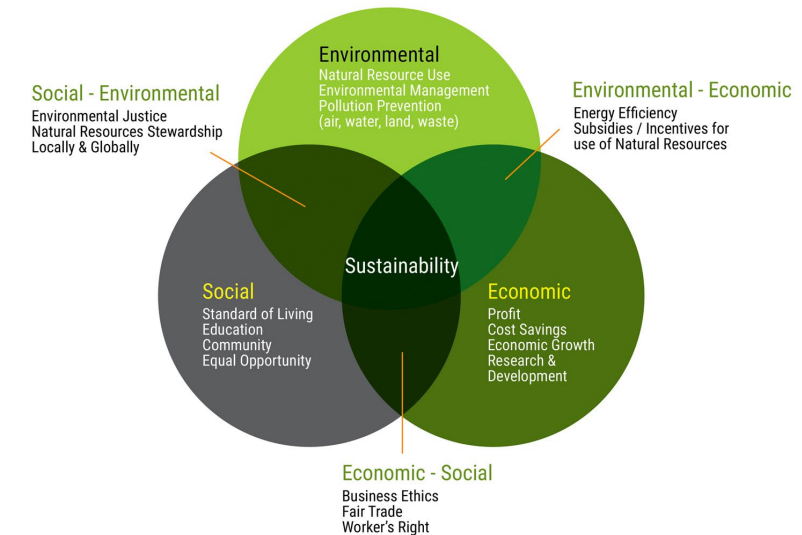 Environmental
Natural Resource Use
Environmental Management
Pollution Prevention
(air, water, land, waste)
Social - Environmental
Environmental Justice
Natural Resources Stewardship
Locally & Globally
Environmental - Economic
Energy Efficiency
Subsidies / Incentives for
use of Natural Resources
Sustainability
Social
Standard of Living
Education
Community
Equal Opportunity
Economic
Profit
Cost Savings
Economic Growth
Research &
Development
Economic - Social
Business Ethics
Fair Trade
Worker's Right